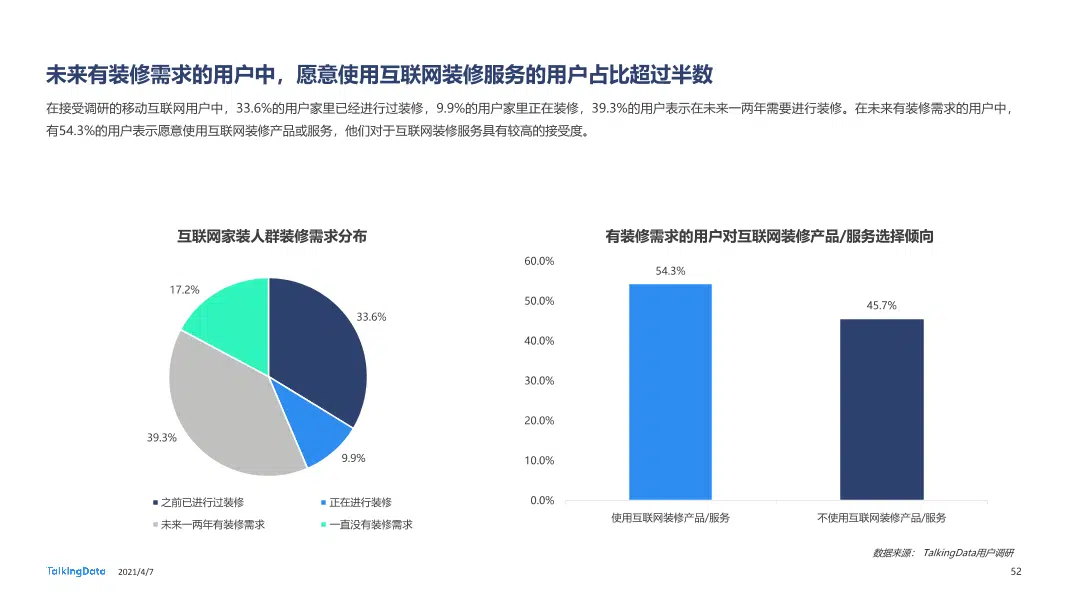 未来有装修需求的用户中，愿意使用互联网装修服务的用户占比超过半数
在接受调研的移动互联网用户中，33.6%的用户家里已经进行过装修，9.9%的用户家里正在装修，39.3%的用户表示在未来一两年需要进行装修。在未来有装修需求的用户中，
有54.3%的用户表示愿意使用互联网装修产品或服务，他们对于互联网装修服务具有较高的接受度。
互联网家装人群装修需求分布
17.2%
33.6%
39.3%
9.9%
之前已进行过装修
正在进行装修
未来一两年有装修需求
一直没有装修需求
有装修需求的用户对互联网装修产品/服务选择倾向
60.0%
50.0%
40.0%
30.0%
20.0%
10.0%
0.0%
54.3%
45.7%
使用互联网装修产品/服务
不使用互联网装修产品/服务
数据来源： TalkingData用户调研
TalkingData
2021/4/7
52